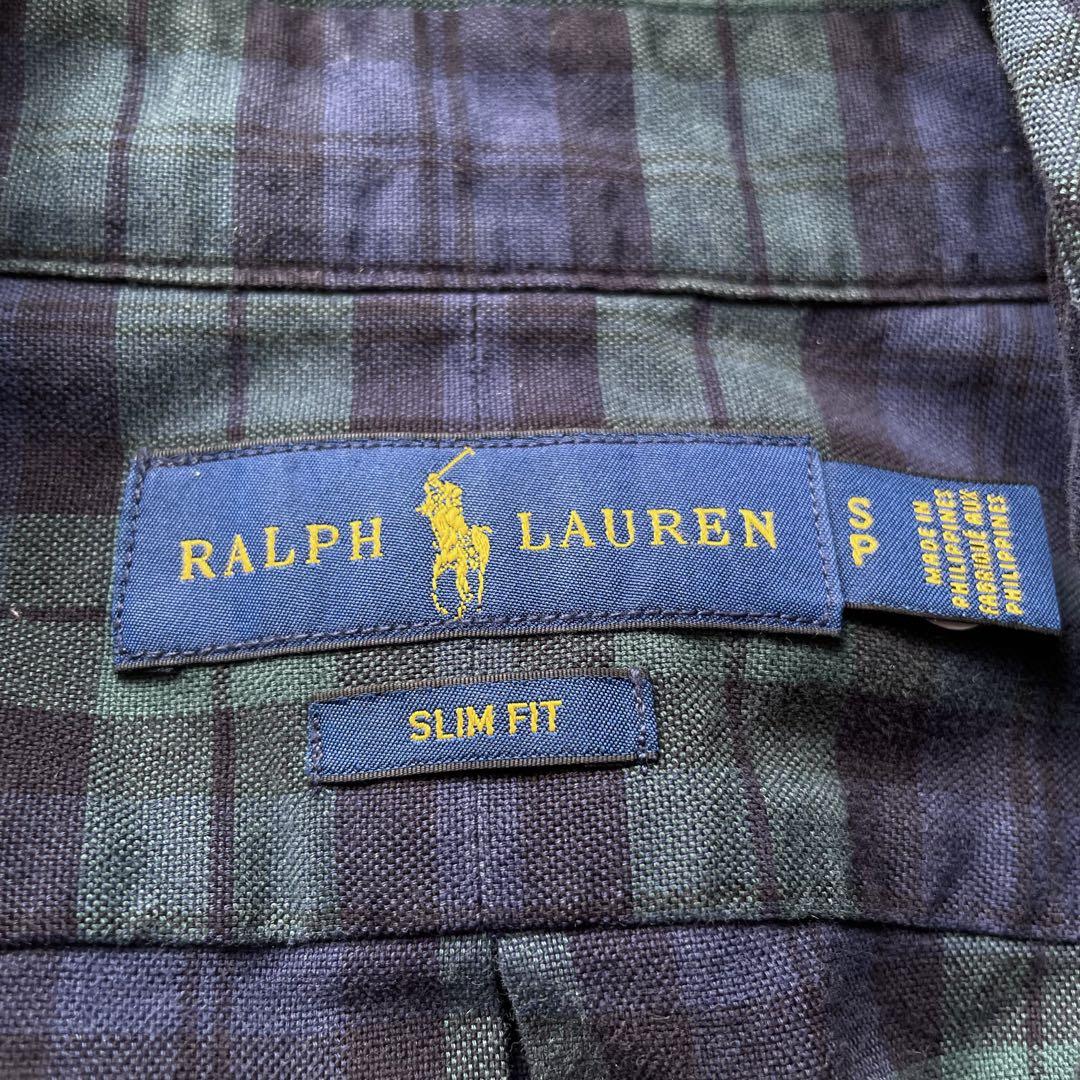 RALPH LAUREN
S
P
MADE IN
PHILIPPINES
FABRIQUÉ AUX
PHILIPPINES
SLIM FIT